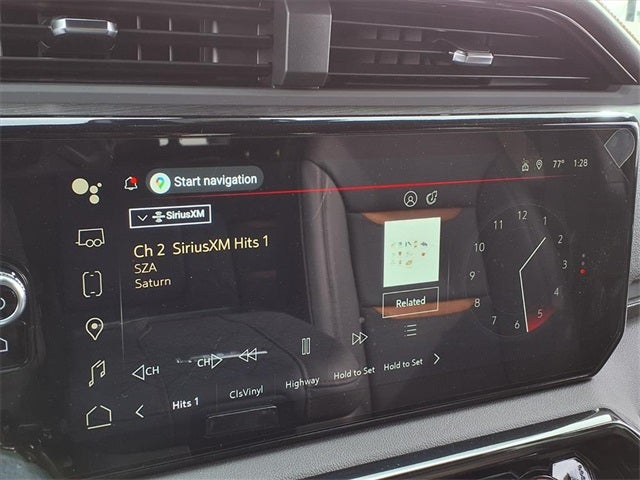 77° 1:28
Start navigation
SiriusXM
Ch 2 SiriusXM Hits 1
SZA
Saturn
Related
12
1
2
3
4
5
6
7
8
9
10
CH CH
Hits 1 ClsVinyl Highway Hold to Set Hold to Set